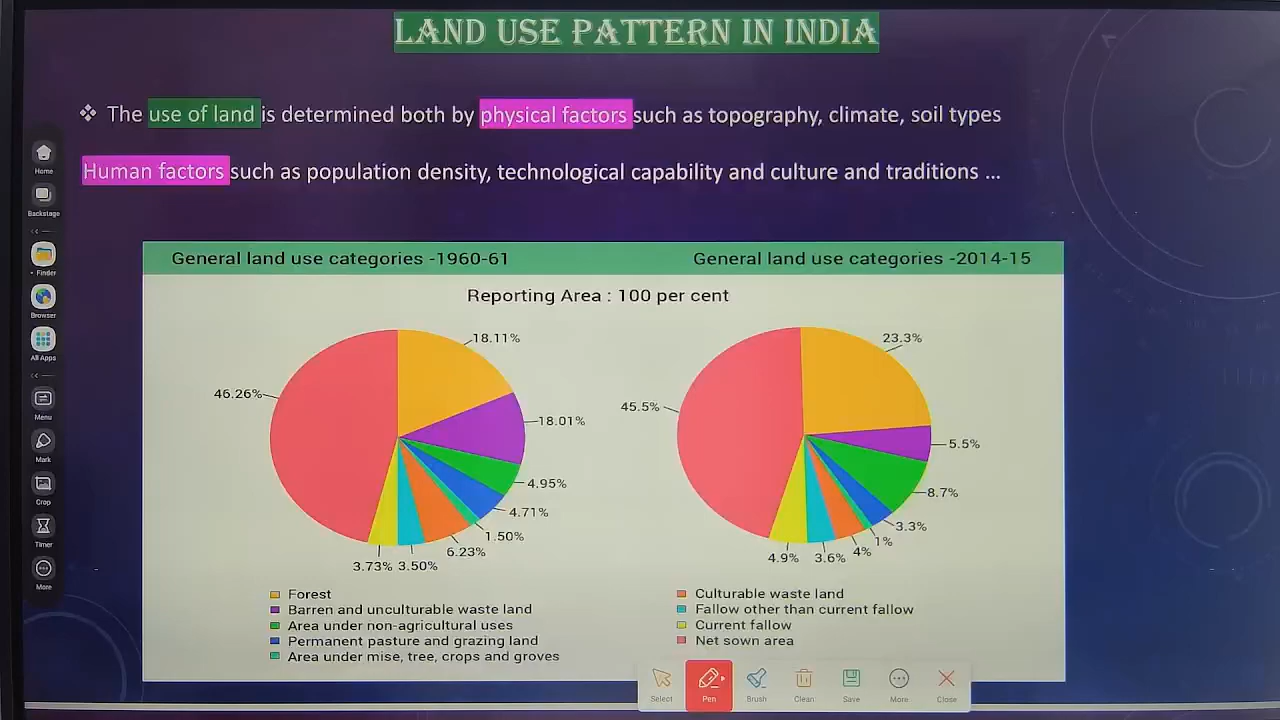 LAND USE PATTERN IN INDIA
❖ The use of land is determined both by physical factors such as topography, climate, soil types
Human factors such as population density, technological capability and culture and traditions ...
Home
Backstage
Finder
Browser
All Apps
Menu
Mark
Crop
Timer
More
General land use categories -1960-61
General land use categories -2014-15
Reporting Area : 100 per cent
18.11%
46.26%
18.01%
4.95%
4.71%
1.50%
6.23%
3.73% 3.50%
23.3%
45.5%
5.5%
8.7%
3.3%
1%
4%
3.6%
4.9%
Forest
Barren and unculturable waste land
Area under non-agricultural uses
Permanent pasture and grazing land
Area under mise, tree, crops and groves
Culturable waste land
Fallow other than current fallow
Current fallow
Net sown area
Select
Pen
Brush
Clean
Save
More
Close